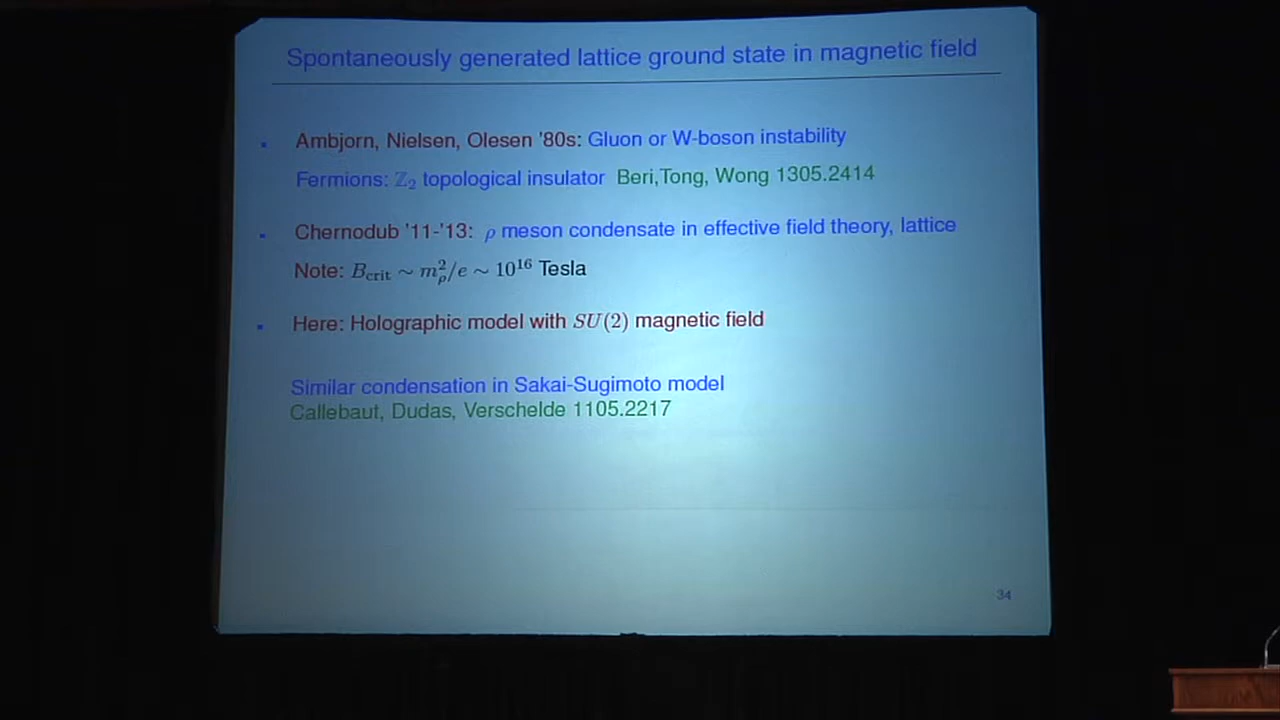 Spontaneously generated lattice ground state in magnetic field
Ambjorn, Nielsen, Olesen '80s: Gluon or W-boson instability
Fermions: ℤ₂ topological insulator Beri,Tong, Wong 1305.2414
Chernodub '11-'13: ρ meson condensate in effective field theory, lattice
Note: B_crit ∼ m_ρ²/e ∼ 10¹⁶ Tesla
Here: Holographic model with SU(2) magnetic field
Similar condensation in Sakai-Sugimoto model
Callebaut, Dudas, Verschelde 1105.2217
34